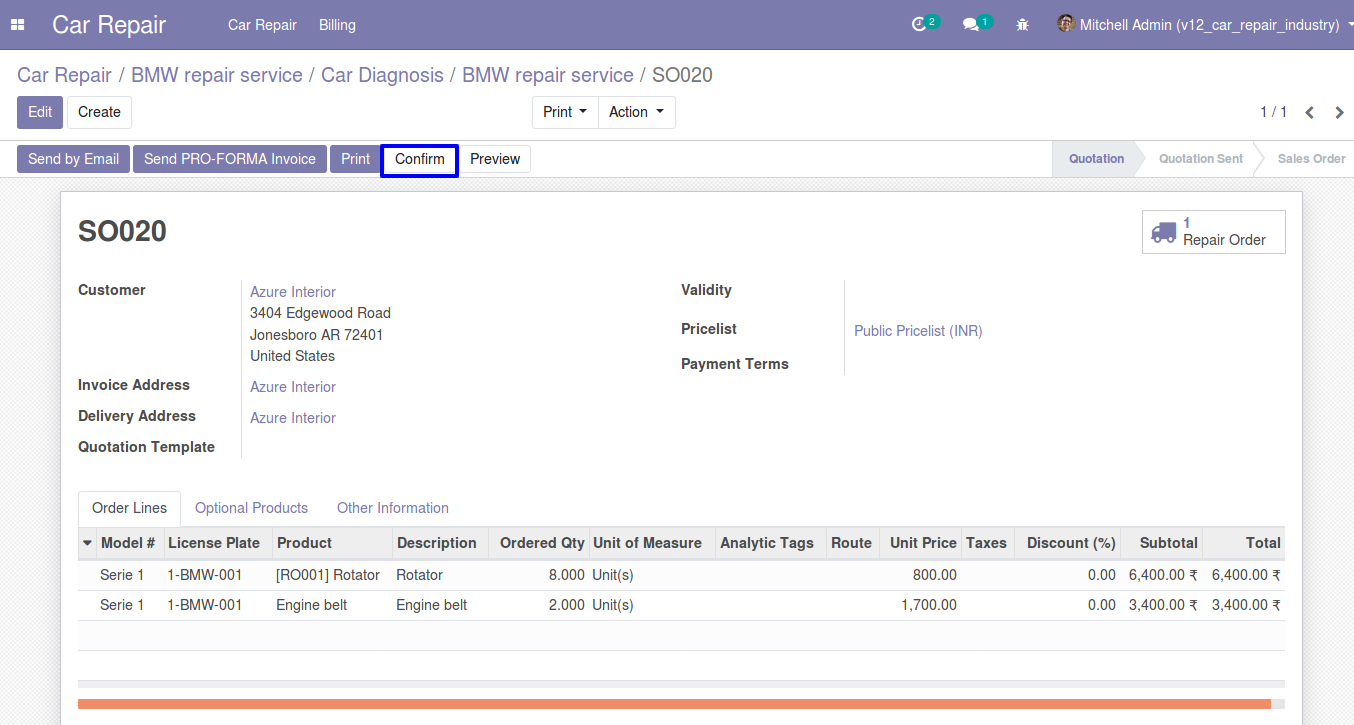 Car Repair Car Repair Billing 2 1 Mitchell Admin (v12_car_repair_industry)
Car Repair / BMW repair service / Car Diagnosis / BMW repair service / SO020
Edit Create Print Action 1 / 1
Send by Email Send PRO-FORMA Invoice Print Confirm Preview Quotation Quotation Sent Sales Order
SO020
1
Repair Order
Customer
Azure Interior
3404 Edgewood Road
Jonesboro AR 72401
United States
Invoice Address Azure Interior
Delivery Address Azure Interior
Quotation Template
Validity
Pricelist Public Pricelist (INR)
Payment Terms
Order Lines Optional Products Other Information
Model # License Plate Product Description Ordered Qty Unit of Measure Analytic Tags Route Unit Price Taxes Discount (%) Subtotal Total
Serie 1 1-BMW-001 [RO001] Rotator Rotator 8.000 Unit(s) 800.00 0.00 6,400.00 ₹ 6,400.00 ₹
Serie 1 1-BMW-001 Engine belt Engine belt 2.000 Unit(s) 1,700.00 0.00 3,400.00 ₹ 3,400.00 ₹